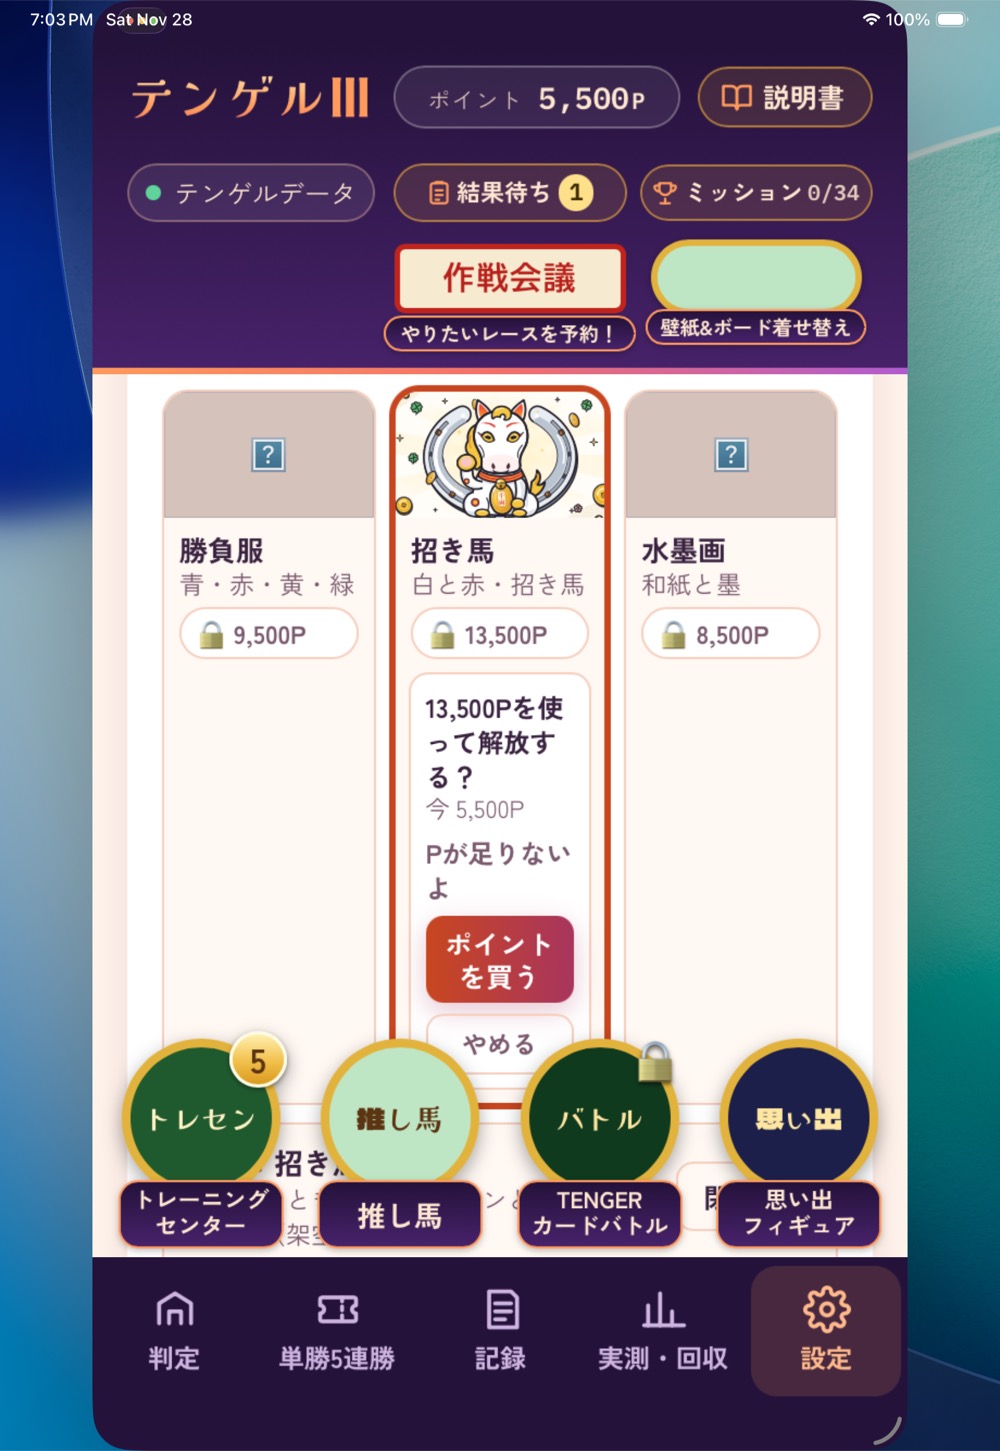 7:03 PM Sat Nov 28
100%
テンゲルIII
ポイント 5,500P
説明書
テンゲルデータ
結果待ち 1
ミッション 0/34
作戦会議
やりたいレースを予約！
壁紙&ボード着せ替え
?
?
勝負服
青・赤・黄・緑
9,500P
招き馬
白と赤・招き馬
13,500P
水墨画
和紙と墨
8,500P
13,500Pを使
って解放す
る？
今 5,500P
Pが足りない
よ
ポイント
を買う
やめる
5
トレセン
推し馬
バトル
思い出
招き
と
ンと
架空
トレーニング
センター
推し馬
TENGER
カードバトル
思い出
フィギュア
判定
単勝5連勝
記録
実測・回収
設定